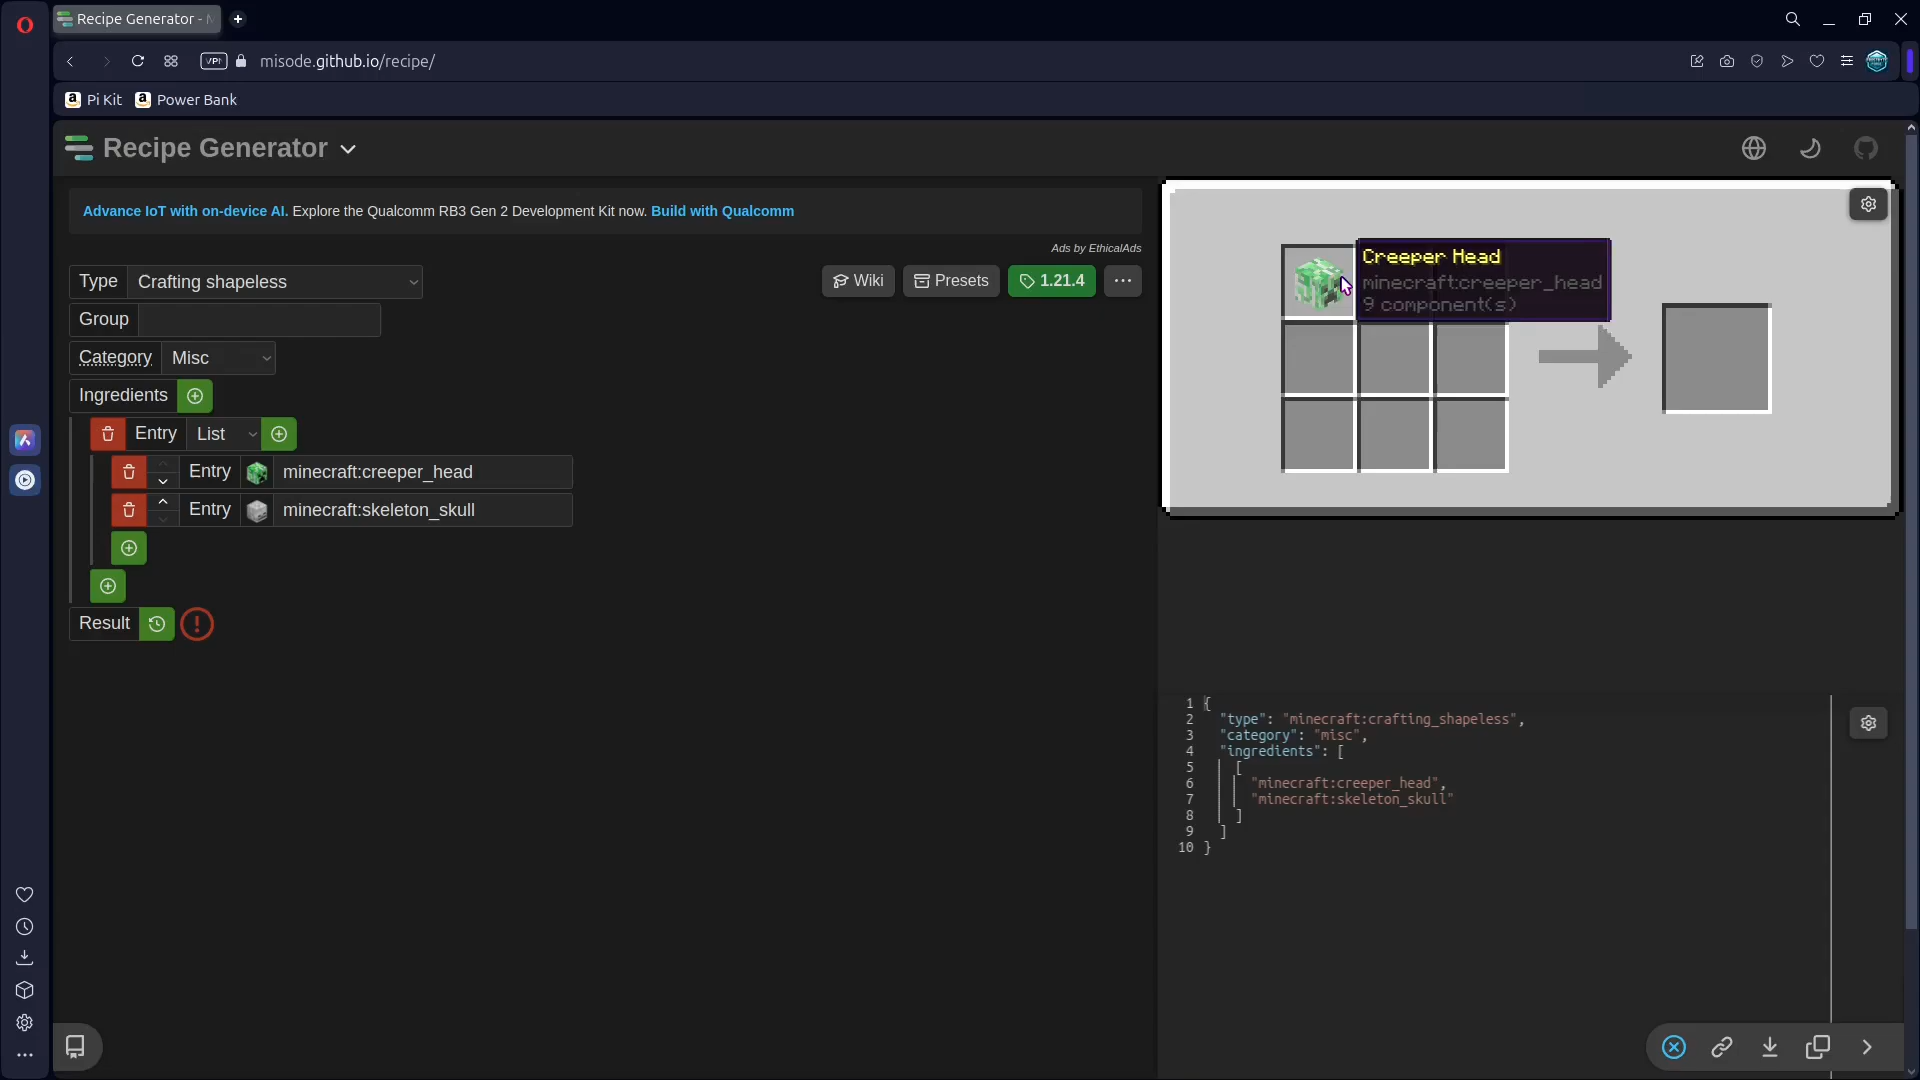 Recipe Generator - M
VPN
misode.github.io/recipe/
Pi Kit
Power Bank
Recipe Generator
Advance IoT with on-device AI. Explore the Qualcomm RB3 Gen 2 Development Kit now. Build with Qualcomm
Ads by EthicalAds
Type Crafting shapeless
Wiki Presets 1.21.4
Group
Category Misc
Ingredients
Entry List
Entry minecraft:creeper_head
Entry minecraft:skeleton_skull
Result
Creeper Head
minecraft:creeper_head
9 component(s)
1 {
2 "type": "minecraft:crafting_shapeless",
3 "category": "misc",
4 "ingredients": [
5 [
6 "minecraft:creeper_head",
7 "minecraft:skeleton_skull"
8 ]
9 ]
10 }